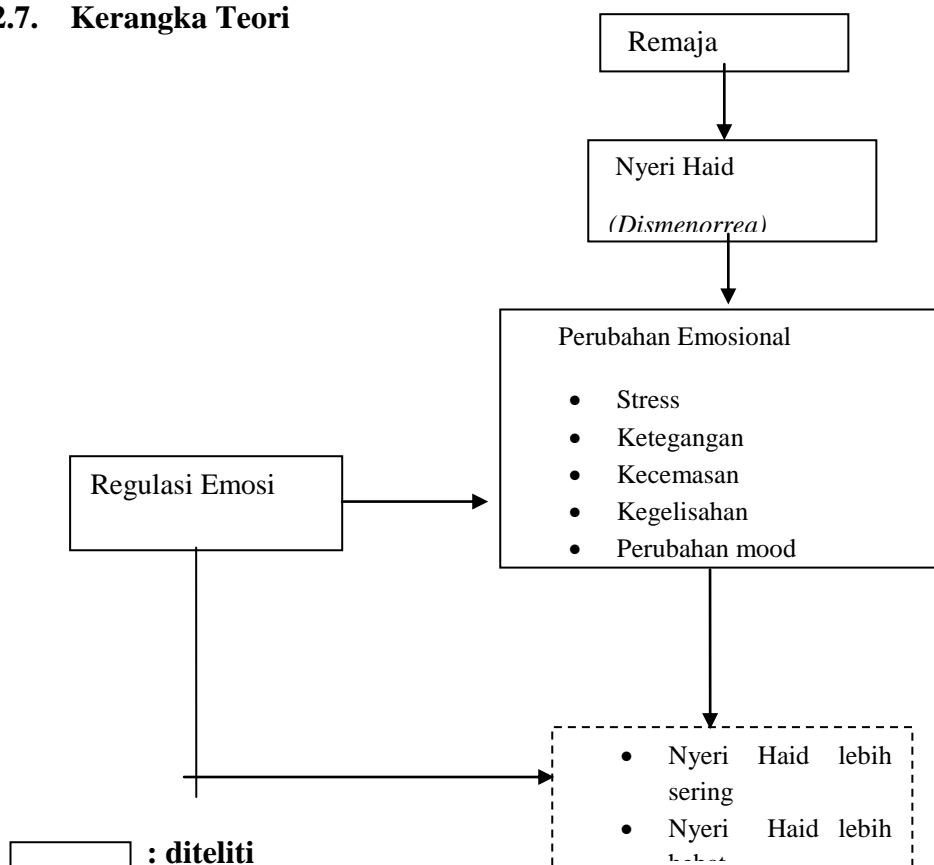 2.7. Kerangka Teori
Remaja
Nyeri Haid
(Dismenorrea)
Perubahan Emosional
• Stress
• Ketegangan
• Kecemasan
• Kegelisahan
• Perubahan mood
Regulasi Emosi
• Nyeri Haid lebih
sering
• Nyeri Haid lebih
: diteliti